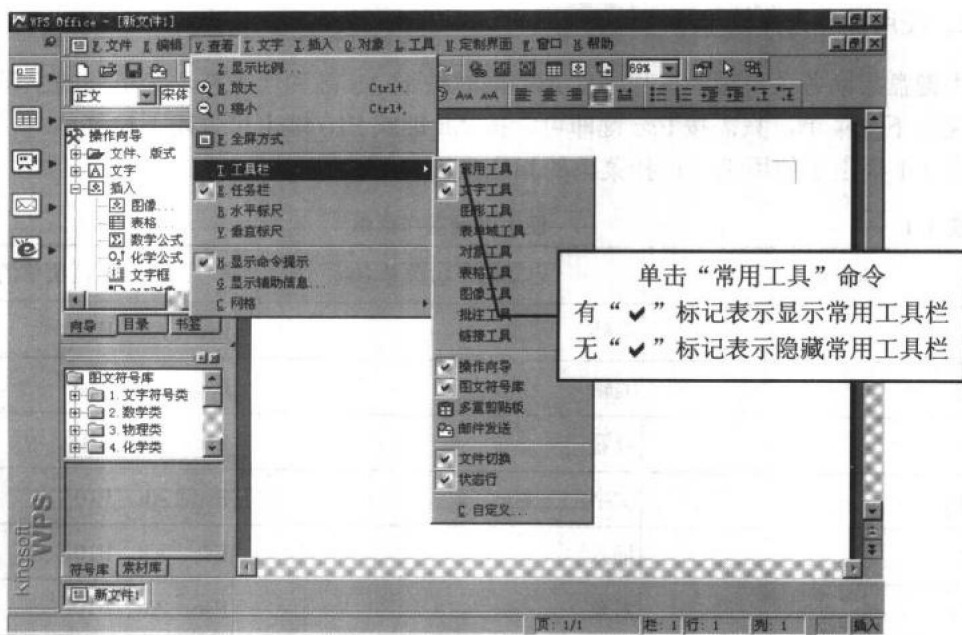 WPS Office - [新文件1]
Z.文件 E.编辑 V.查看 T.文字 I.插入 O.对象 L.工具 U.定制界面 W.窗口 H.帮助
69%
正文 宋体
Z.显示比例...
N.放大 Ctrl+.
O.缩小 Ctrl+,
F.全屏方式
T.工具栏
K.任务栏
R.水平标尺
V.垂直标尺
H.显示命令提示
G.显示辅助信息...
C.网格
常用工具
文字工具
图形工具
表单域工具
对象工具
表格工具
图像工具
批注工具
链接工具
操作向导
图文符号库
多重剪贴板
邮件发送
文件切换
状态行
C.自定义...
操作向导
文件、版式
文字
插入
图像...
表格
数学公式
化学公式
文字框
向导 目录 书签
图文符号库
1.文字符号类
2.数学类
3.物理类
4.化学类
符号库 素材库
Kingsoft
WPS
新文件1
页: 1/1 栏: 1 行: 1 列: 1 插入
单击“常用工具”命令
有“✔”标记表示显示常用工具栏
无“✔”标记表示隐藏常用工具栏